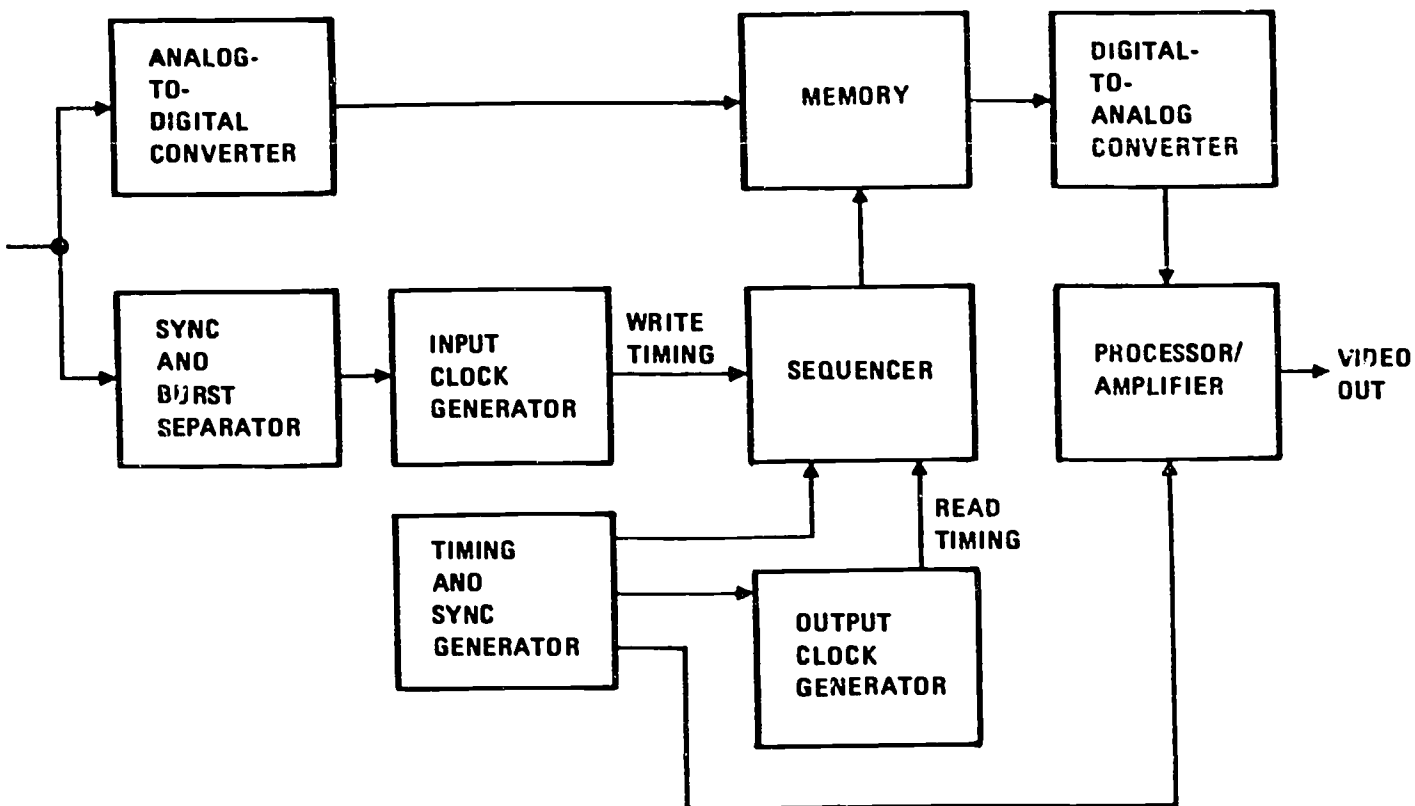 ANALOG-
TO-
DIGITAL
CONVERTER
MEMORY
DIGITAL-
TO-
ANALOG
CONVERTER
SYNC
AND
BURST
SEPARATOR
INPUT
CLOCK
GENERATOR
WRITE
TIMING
SEQUENCER
PROCESSOR/
AMPLIFIER
VIDEO
OUT
TIMING
AND
SYNC
GENERATOR
READ
TIMING
OUTPUT
CLOCK
GENERATOR